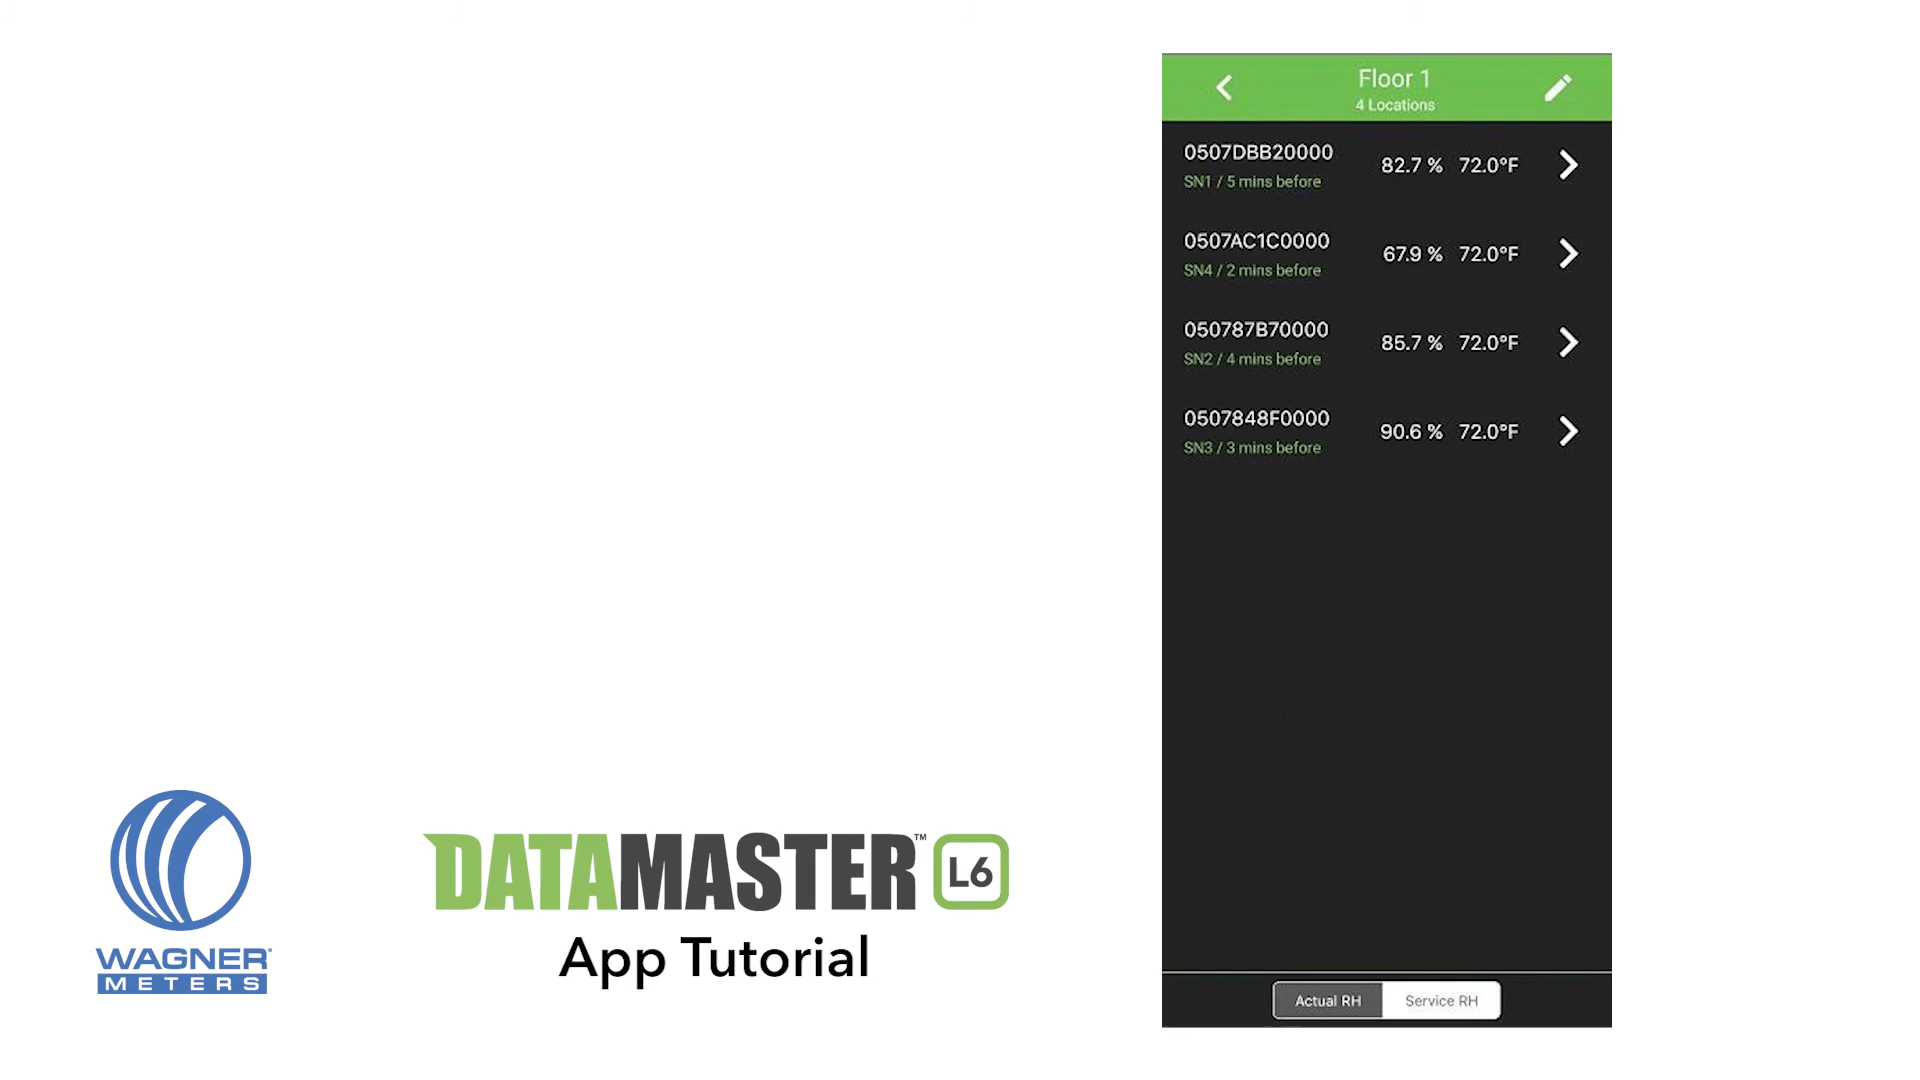 Floor 1
4 Locations
0507DBB20000
82.7 % 72.0°F
SN1 / 5 mins before
0507AC1C0000
67.9 % 72.0°F
SN4 / 2 mins before
050787B70000
85.7 % 72.0°F
SN2 / 4 mins before
0507848F0000
90.6 % 72.0°F
SN3 / 3 mins before
Actual RH Service RH
WAGNER®
METERS
DATAMASTER™ L6
App Tutorial